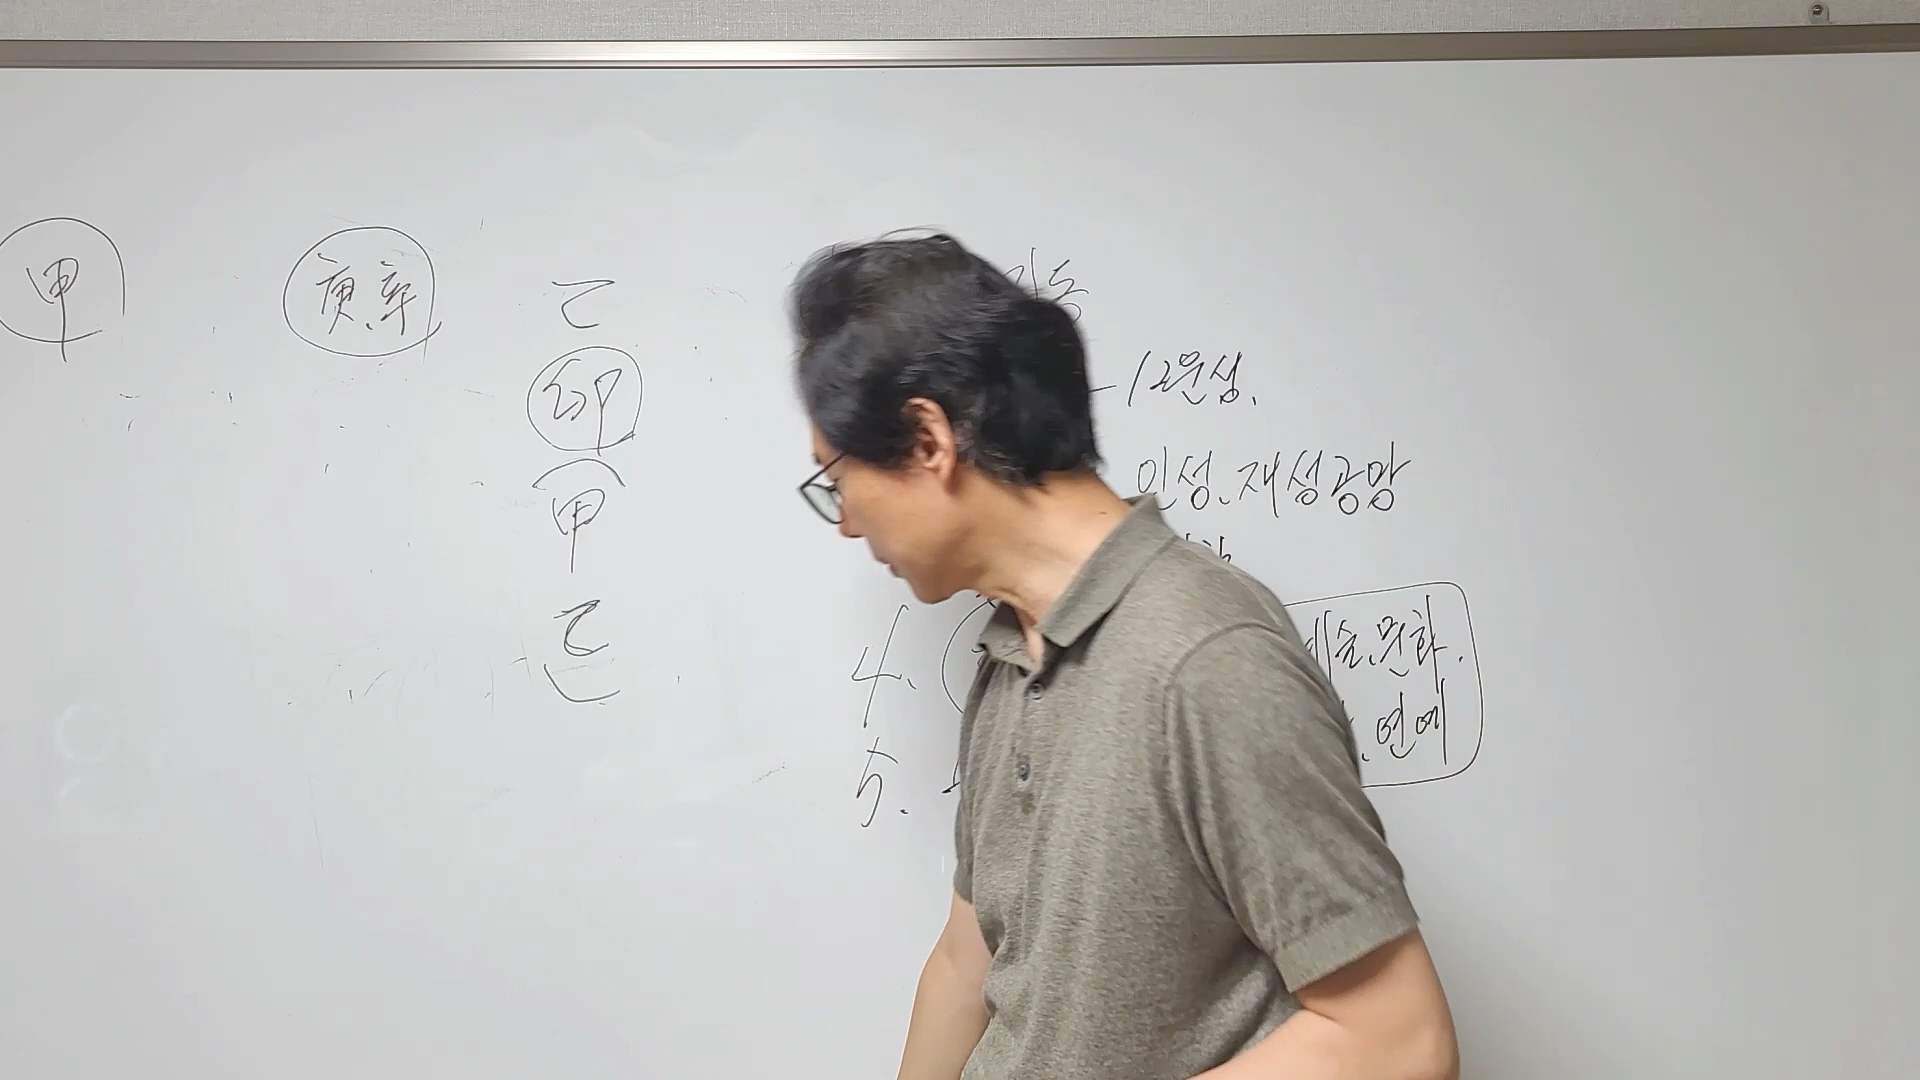 甲
庚、辛
乙
卯
甲
乙
12운성.
인성、재성공망
4.
술、문화.
、연예
5.